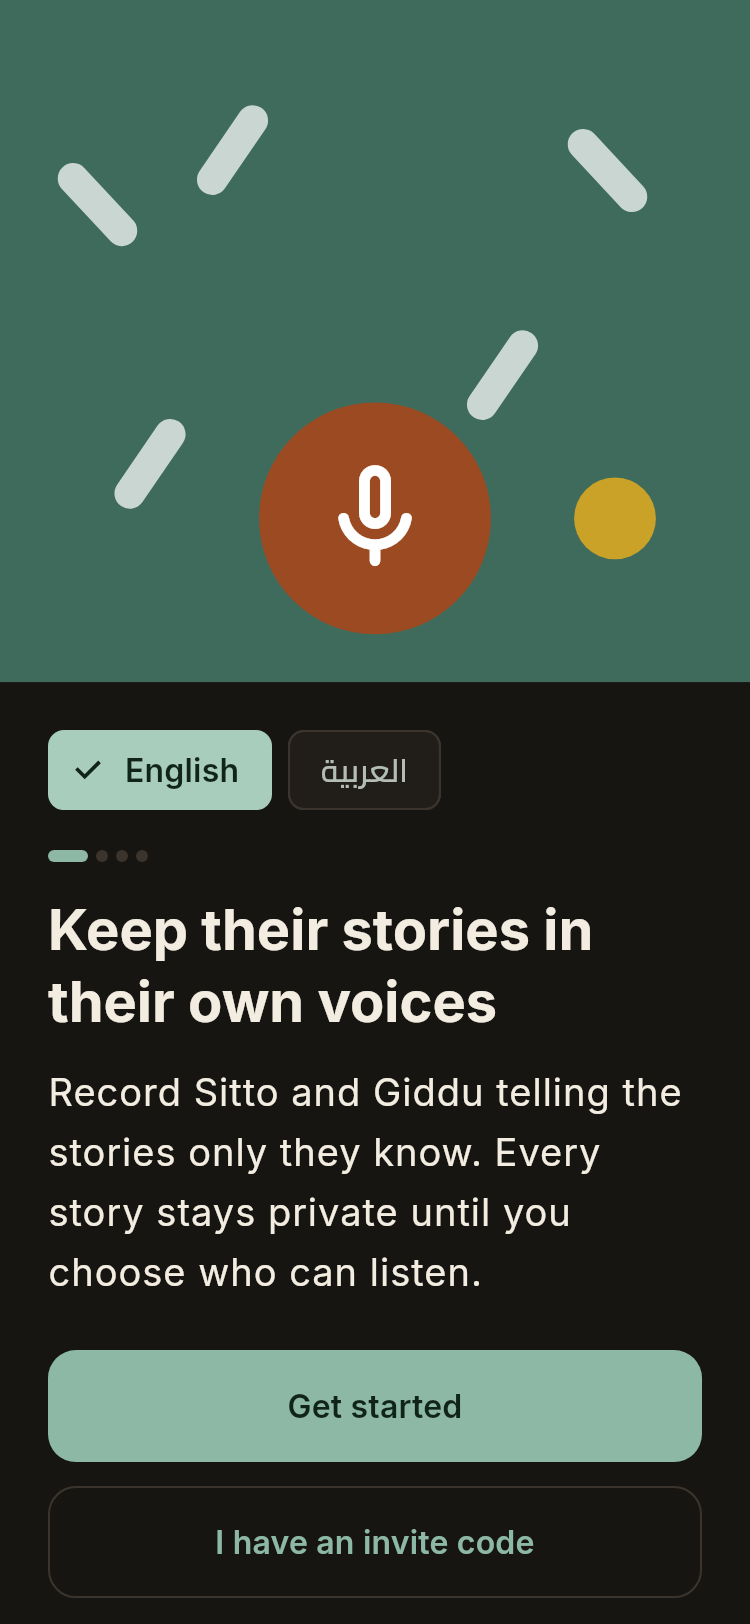 English
العربية
Keep their stories in
their own voices
Record Sitto and Giddu telling the
stories only they know. Every
story stays private until you
choose who can listen.
Get started
I have an invite code